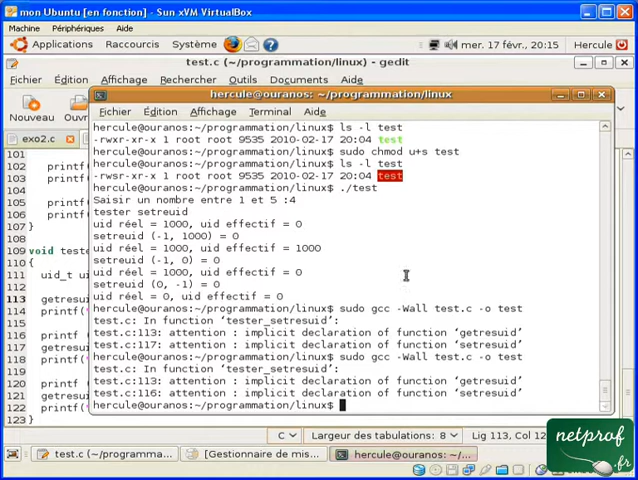 mon Ubuntu [en fonction] - Sun xVM VirtualBox
Machine Périphériques Aide
Applications Raccourcis Système mer. 17 févr., 20:15 Hercule
test.c (~/programmation/linux) - gedit
Fichier Édition Affichage Rechercher Outils Documents Aide
hercule@ouranos: ~/programmation/linux
Fichier Édition Affichage Terminal Aide
Nouveau
exo2.c
hercule@ouranos:~/programmation/linux$ ls -l test
-rwxr-xr-x 1 root root 9535 2010-02-17 20:04 test
hercule@ouranos:~/programmation/linux$ sudo chmod u+s test
hercule@ouranos:~/programmation/linux$ ls -l test
-rwsr-xr-x 1 root root 9535 2010-02-17 20:04 test
hercule@ouranos:~/programmation/linux$ ./test
Saisir un nombre entre 1 et 5 :4
tester setreuid
uid réel = 1000, uid effectif = 0
setreuid (-1, 1000) = 0
uid réel = 1000, uid effectif = 1000
setreuid (-1, 0) = 0
uid réel = 1000, uid effectif = 0
setreuid (0, -1) = 0
uid réel = 0, uid effectif = 0
hercule@ouranos:~/programmation/linux$ sudo gcc -Wall test.c -o test
test.c: In function ‘tester_setresuid’:
test.c:113: attention : implicit declaration of function ‘getresuid’
test.c:117: attention : implicit declaration of function ‘setresuid’
hercule@ouranos:~/programmation/linux$ sudo gcc -Wall test.c -o test
test.c: In function ‘tester_setresuid’:
test.c:113: attention : implicit declaration of function ‘getresuid’
test.c:116: attention : implicit declaration of function ‘setresuid’
hercule@ouranos:~/programmation/linux$
101
102
103 printf(
104
105
106 printf(
107 }
108
109 void teste
110 {
111 uid_t ui
112
113 getresui
114 printf("
115
116 printf("
117
118 printf("
119
120 printf("
121 getresui
122 printf("
123 }
C Largeur des tabulations: 8 Lig 113, Col 12
test.c (~/programma... [Gestionnaire de mis... hercule@ouranos: ~/...
netprof
.fr